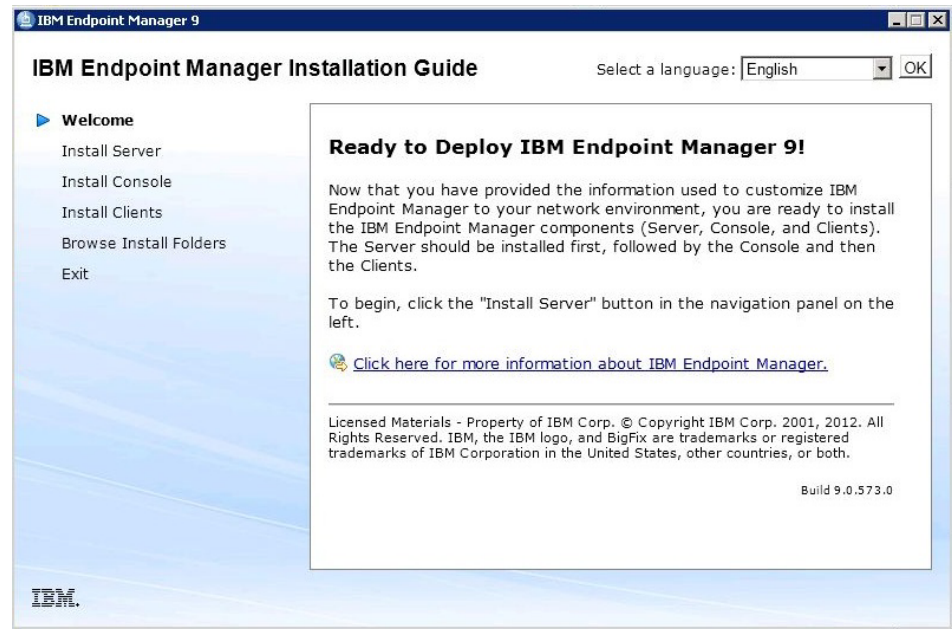 IBM Endpoint Manager 9
IBM Endpoint Manager Installation Guide
Select a language: English OK
Welcome
Install Server
Install Console
Install Clients
Browse Install Folders
Exit
Ready to Deploy IBM Endpoint Manager 9!
Now that you have provided the information used to customize IBM
Endpoint Manager to your network environment, you are ready to install
the IBM Endpoint Manager components (Server, Console, and Clients).
The Server should be installed first, followed by the Console and then
the Clients.
To begin, click the "Install Server" button in the navigation panel on the
left.
Click here for more information about IBM Endpoint Manager.
Licensed Materials - Property of IBM Corp. © Copyright IBM Corp. 2001, 2012. All
Rights Reserved. IBM, the IBM logo, and BigFix are trademarks or registered
trademarks of IBM Corporation in the United States, other countries, or both.
Build 9.0.573.0
IBM.